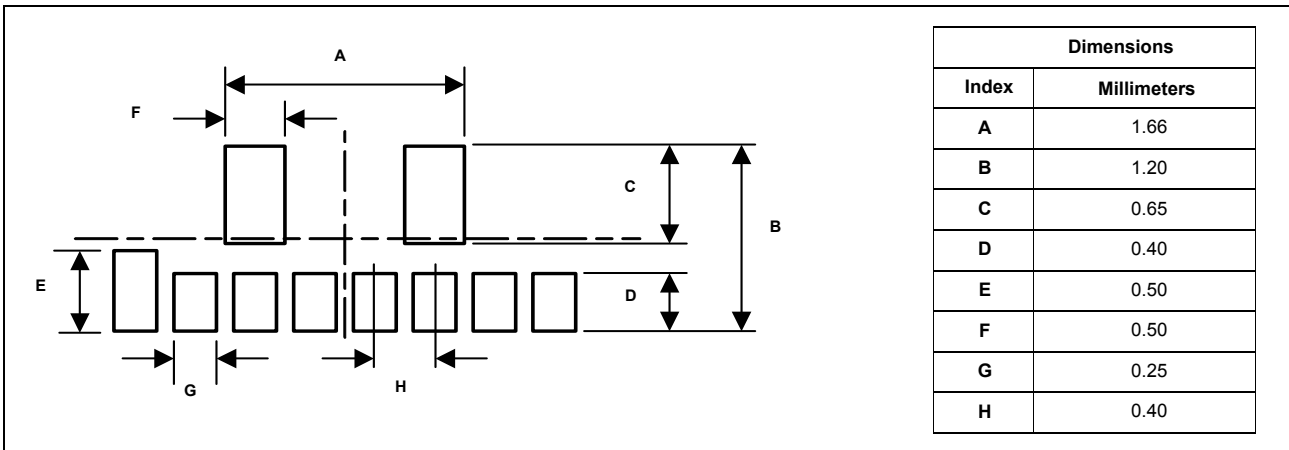 A
F
C
B
E
D
G
H
Dimensions
Index Millimeters
A 1.66
B 1.20
C 0.65
D 0.40
E 0.50
F 0.50
G 0.25
H 0.40